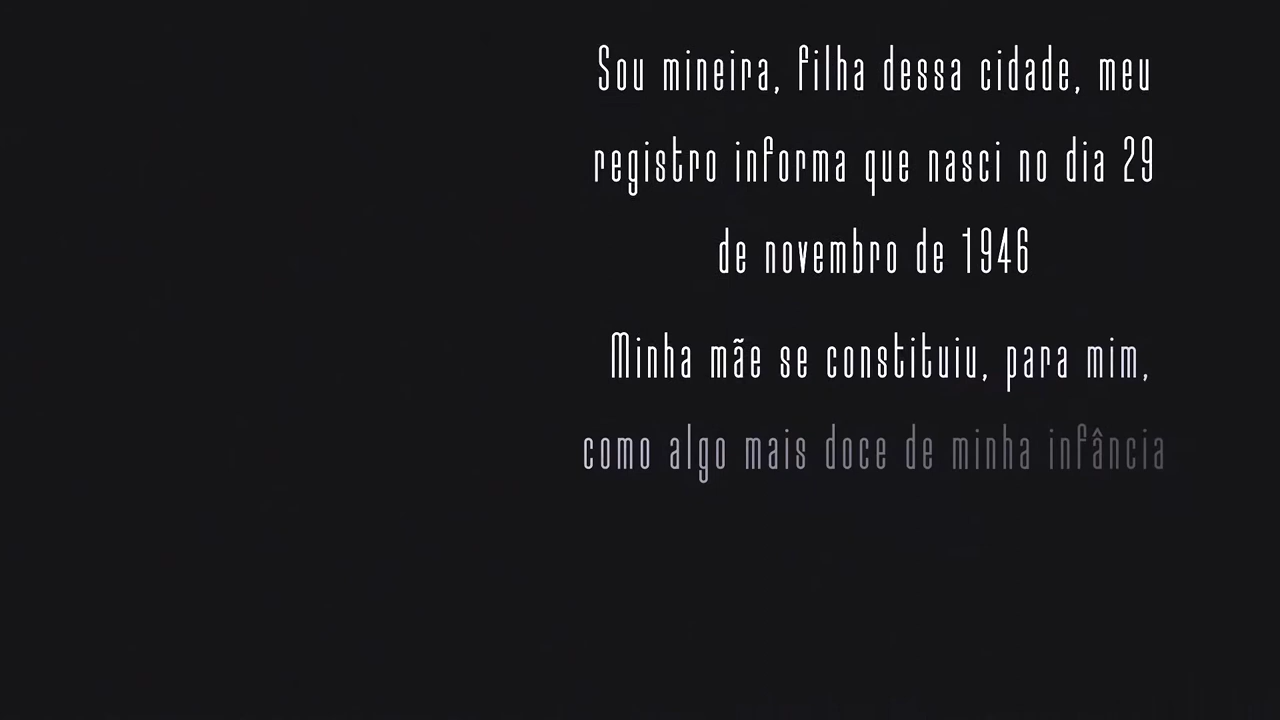 Sou mineira, filha dessa cidade, meu
registro informa que nasci no dia 29
de novembro de 1946
Minha mãe se constituiu, para mim,
como algo mais doce de minha infância